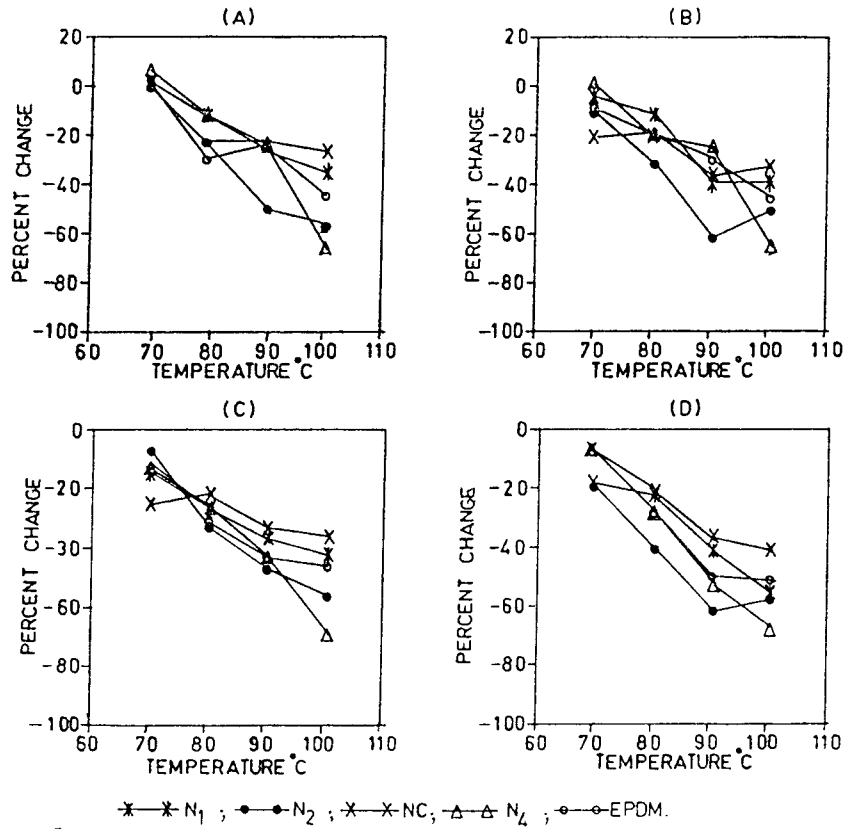 (A)
20
0
-20
-40
-60
-80
-100
PERCENT CHANGE
60 70 80 90 100 110
TEMPERATURE °C
(B)
20
0
-20
-40
-60
-80
-100
PERCENT CHANGE
60 70 80 90 100 110
TEMPERATURE °C
(C)
0
-20
-30
-60
-80
-100
PERCENT CHANGE
60 70 80 90 100 110
TEMPERATURE °C
(D)
0
-20
-40
-60
-80
-100
PERCENT CHANGE
60 70 80 90 100 110
TEMPERATURE °C
N1 ; N2 ; NC; N4 ; EPDM.